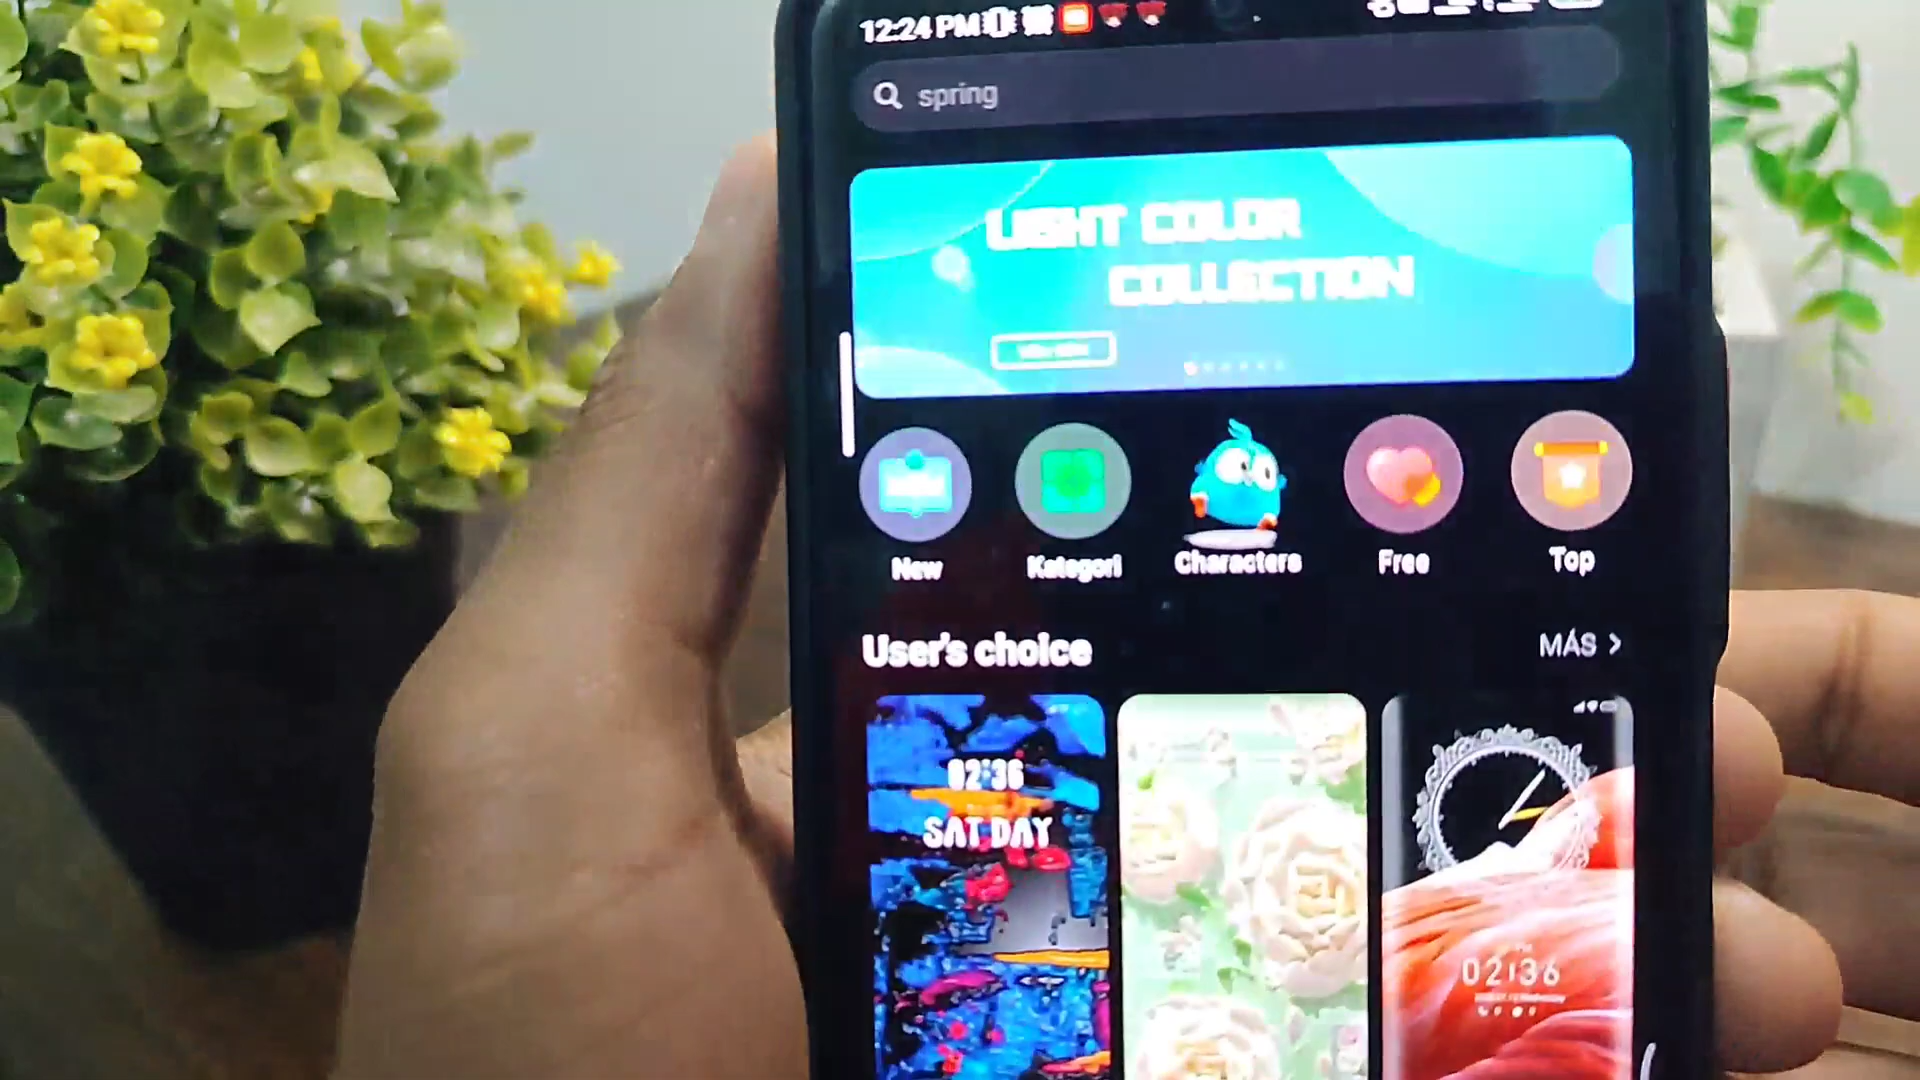 12:24 PM
spring
LIGHT COLOR
COLLECTION
New
Kategori
Characters
Free
Top
User's choice
MÁS >
02:36
SAT DAY
02:36